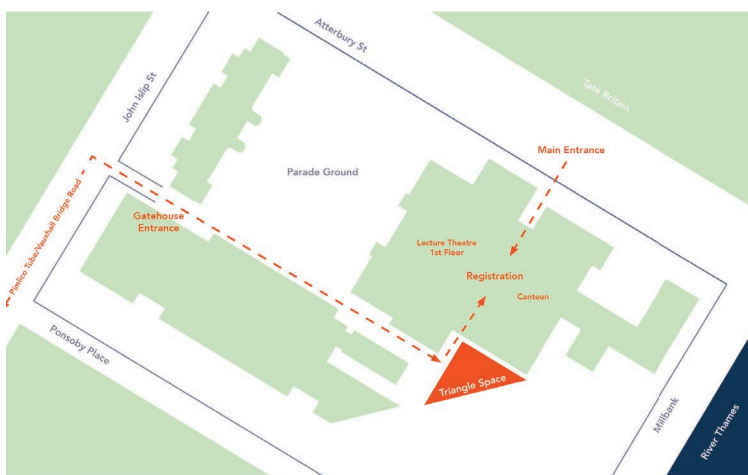 Atterbury St
Tate Britain
John Islip St
Main Entrance
Parade Ground
Pimlico Tube/Vauxhall Bridge Road
Gatehouse
Entrance
Lecture Theatre
1st Floor
Registration
Canteen
Ponsoby Place
Triangle Space
Millbank
River Thames